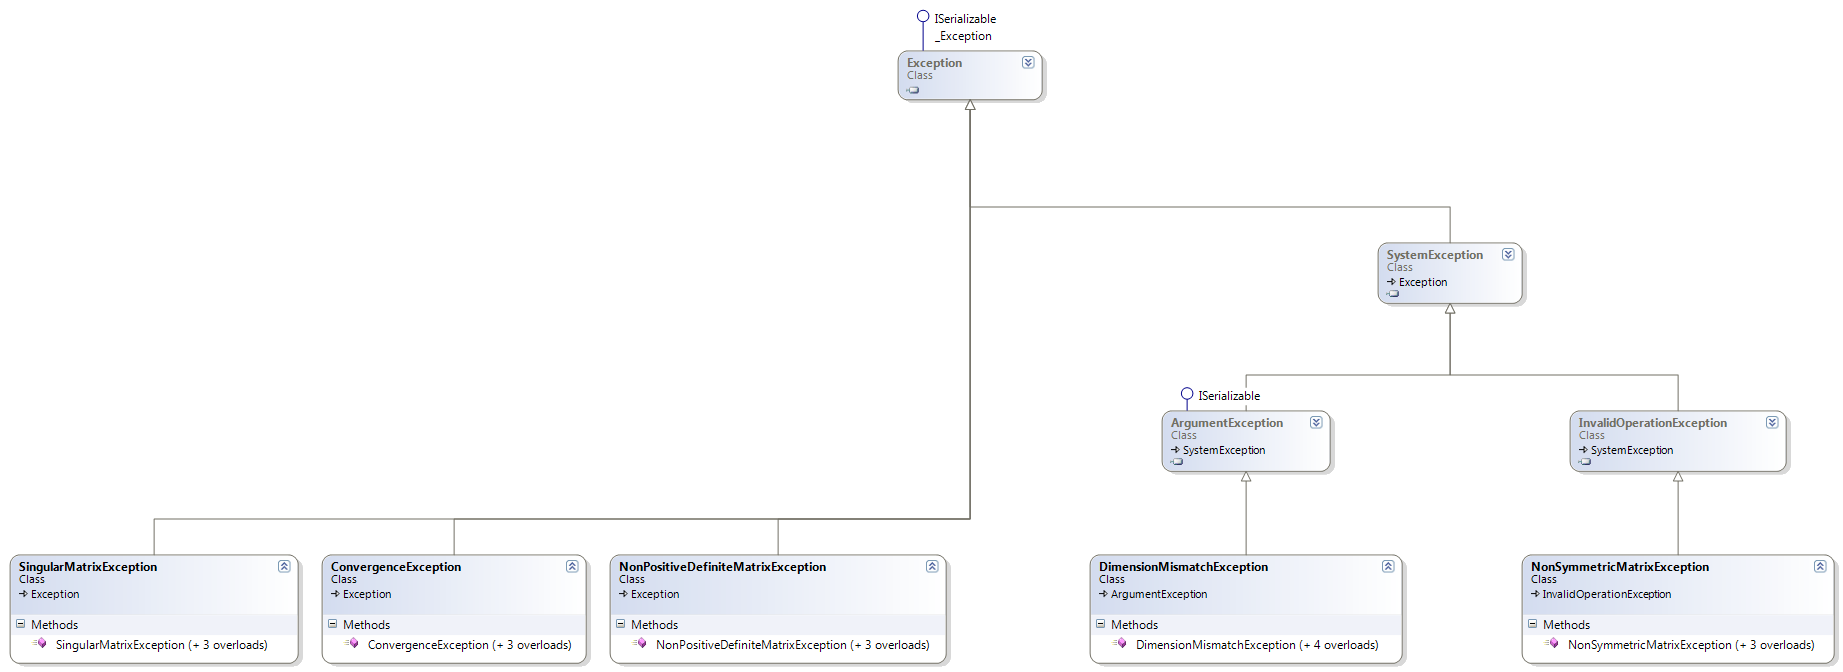 ISerializable
_Exception
Exception
Class
SystemException
Class
Exception
ISerializable
ArgumentException
Class
SystemException
InvalidOperationException
Class
SystemException
SingularMatrixException
Class
Exception
Methods
SingularMatrixException (+ 3 overloads)
ConvergenceException
Class
Exception
Methods
ConvergenceException (+ 3 overloads)
NonPositiveDefiniteMatrixException
Class
Exception
Methods
NonPositiveDefiniteMatrixException (+ 3 overloads)
DimensionMismatchException
Class
ArgumentException
Methods
DimensionMismatchException (+ 4 overloads)
NonSymmetricMatrixException
Class
InvalidOperationException
Methods
NonSymmetricMatrixException (+ 3 overloads)